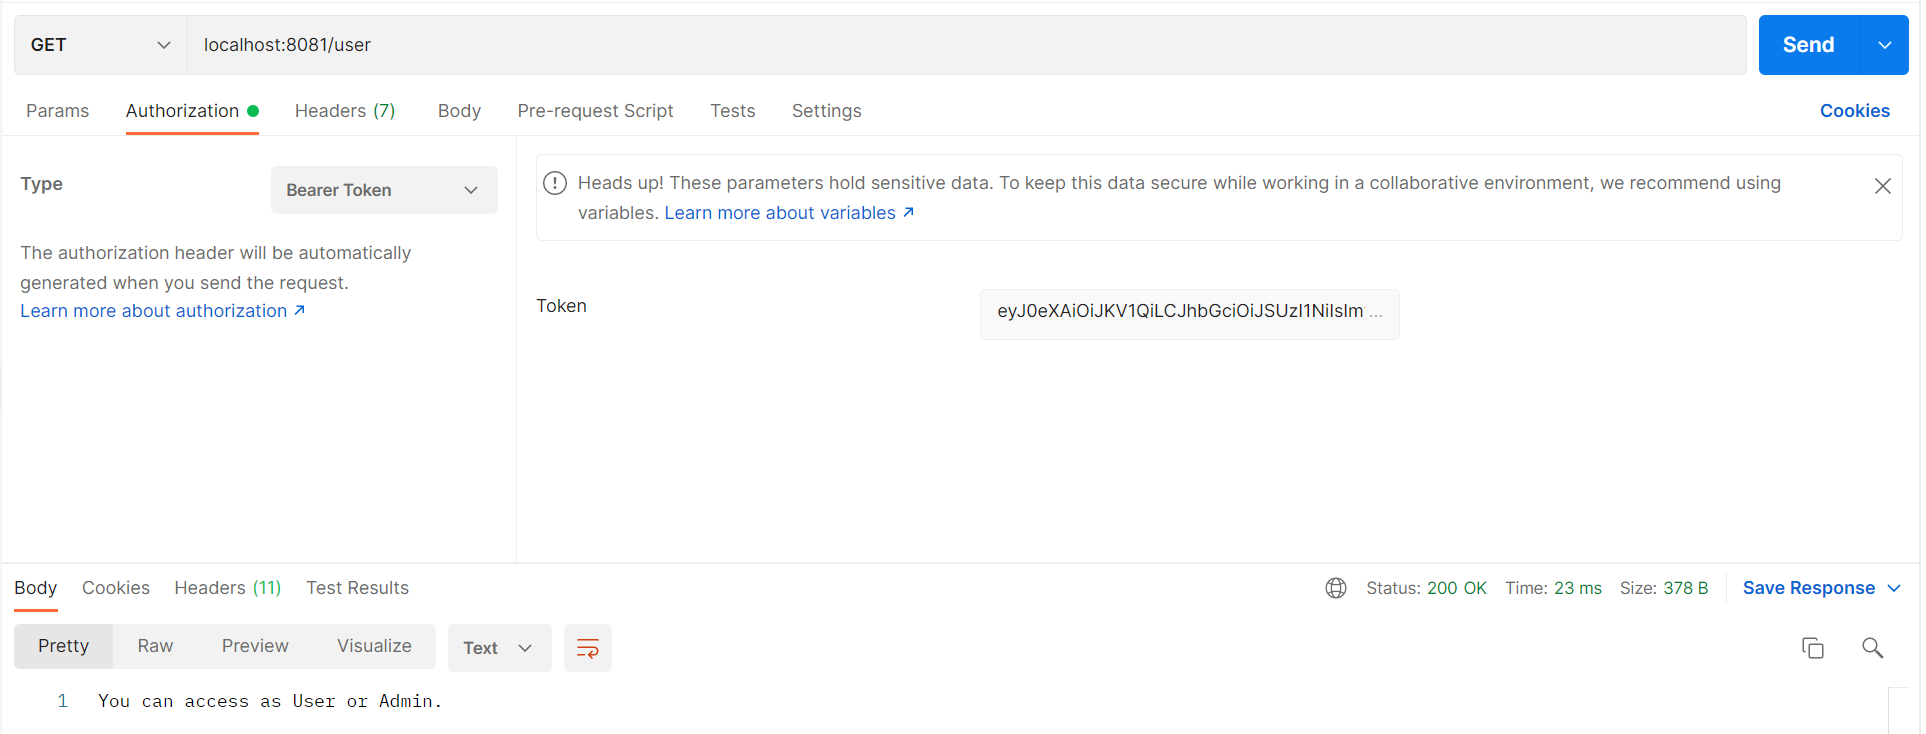 GET localhost:8081/user Send
Params Authorization Headers (7) Body Pre-request Script Tests Settings Cookies
Type Bearer Token
The authorization header will be automatically
generated when you send the request.
Learn more about authorization ↗
Heads up! These parameters hold sensitive data. To keep this data secure while working in a collaborative environment, we recommend using
variables. Learn more about variables ↗
Token eyJ0eXAiOiJKV1QiLCJhbGciOiJSUzI1NiIsIm ...
Body Cookies Headers (11) Test Results Status: 200 OK Time: 23 ms Size: 378 B Save Response
Pretty Raw Preview Visualize Text
1 You can access as User or Admin.